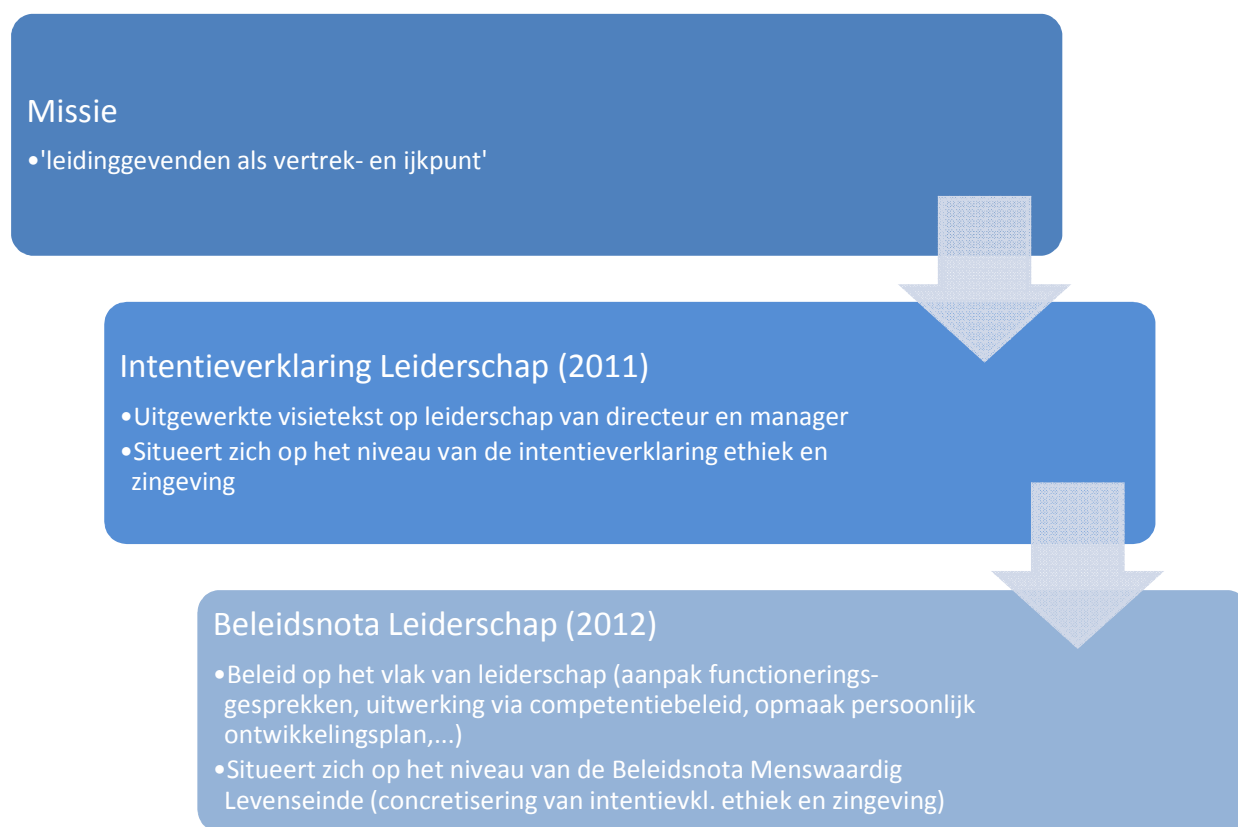 Missie
•'leidinggevenden als vertrek- en ijkpunt'
Intentieverklaring Leiderschap (2011)
•Uitgewerkte visietekst op leiderschap van directeur en manager
•Situeert zich op het niveau van de intentieverklaring ethiek en
zingeving
Beleidsnota Leiderschap (2012)
•Beleid op het vlak van leiderschap (aanpak functionerings-
gesprekken, uitwerking via competentiebeleid, opmaak persoonlijk
ontwikkelingsplan,...)
•Situeert zich op het niveau van de Beleidsnota Menswaardig
Levenseinde (concretisering van intentievkl. ethiek en zingeving)